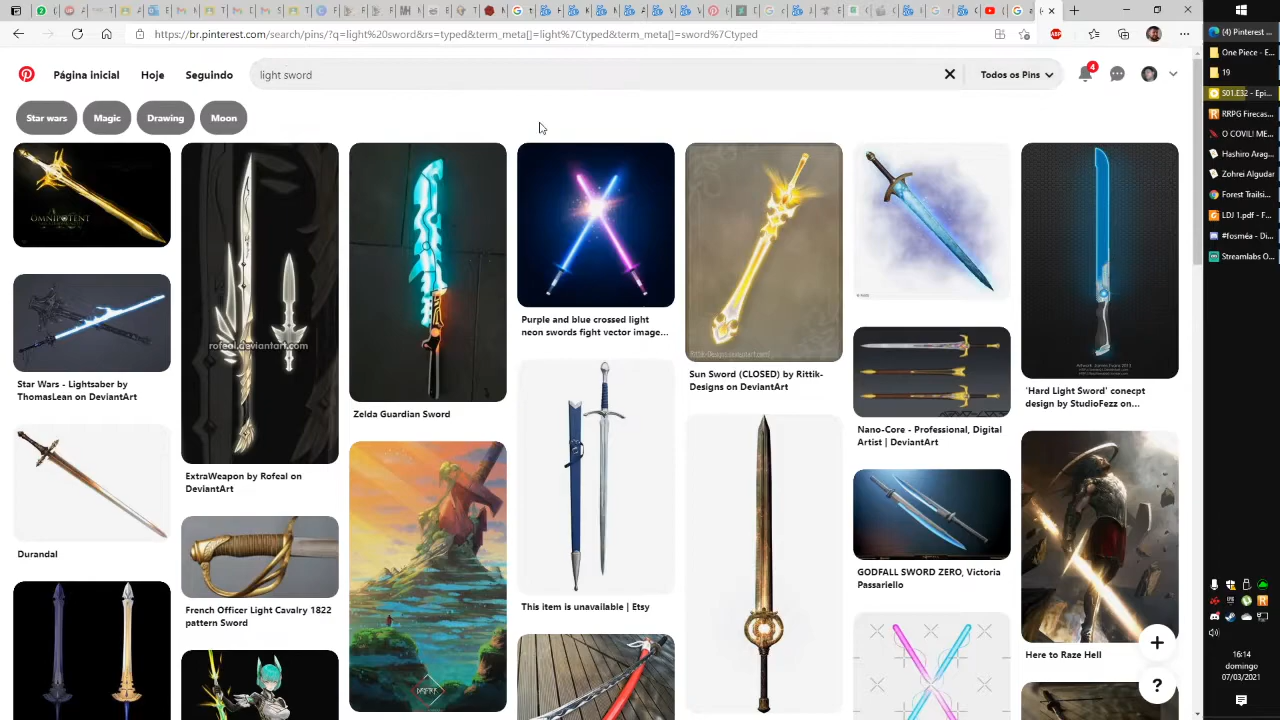 https://br.pinterest.com/search/pins/?q=light%20sword&rs=typed&term_meta[]=light%7Ctyped&term_meta[]=sword%7Ctyped
Página inicial
Hoje
Seguindo
light sword
Todos os Pins
4
Star wars
Magic
Drawing
Moon
OMNIPOTENT
Star Wars - Lightsaber by
ThomasLean on DeviantArt
Durandal
rofeal.deviantart.com
ExtraWeapon by Rofeal on
DeviantArt
French Officer Light Cavalry 1822
pattern Sword
Zelda Guardian Sword
Purple and blue crossed light
neon swords fight vector image...
This item is unavailable | Etsy
Sun Sword (CLOSED) by Rittik-
Designs on DeviantArt
Nano-Core - Professional, Digital
Artist | DeviantArt
GODFALL SWORD ZERO, Victoria
Passariello
'Hard Light Sword' conecpt
design by StudioFezz on...
Here to Raze Hell
+
?
(4) Pinterest ...
One Piece - E...
19
S01.E32 - Epi...
RRPG Firecas...
O COVIL! ME...
Hashiro Arag...
Zohrei Algudar
Forest Trailsi...
LDJ 1.pdf - F...
#fosméa - Di...
Streamlabs O...
16:14
domingo
07/03/2021